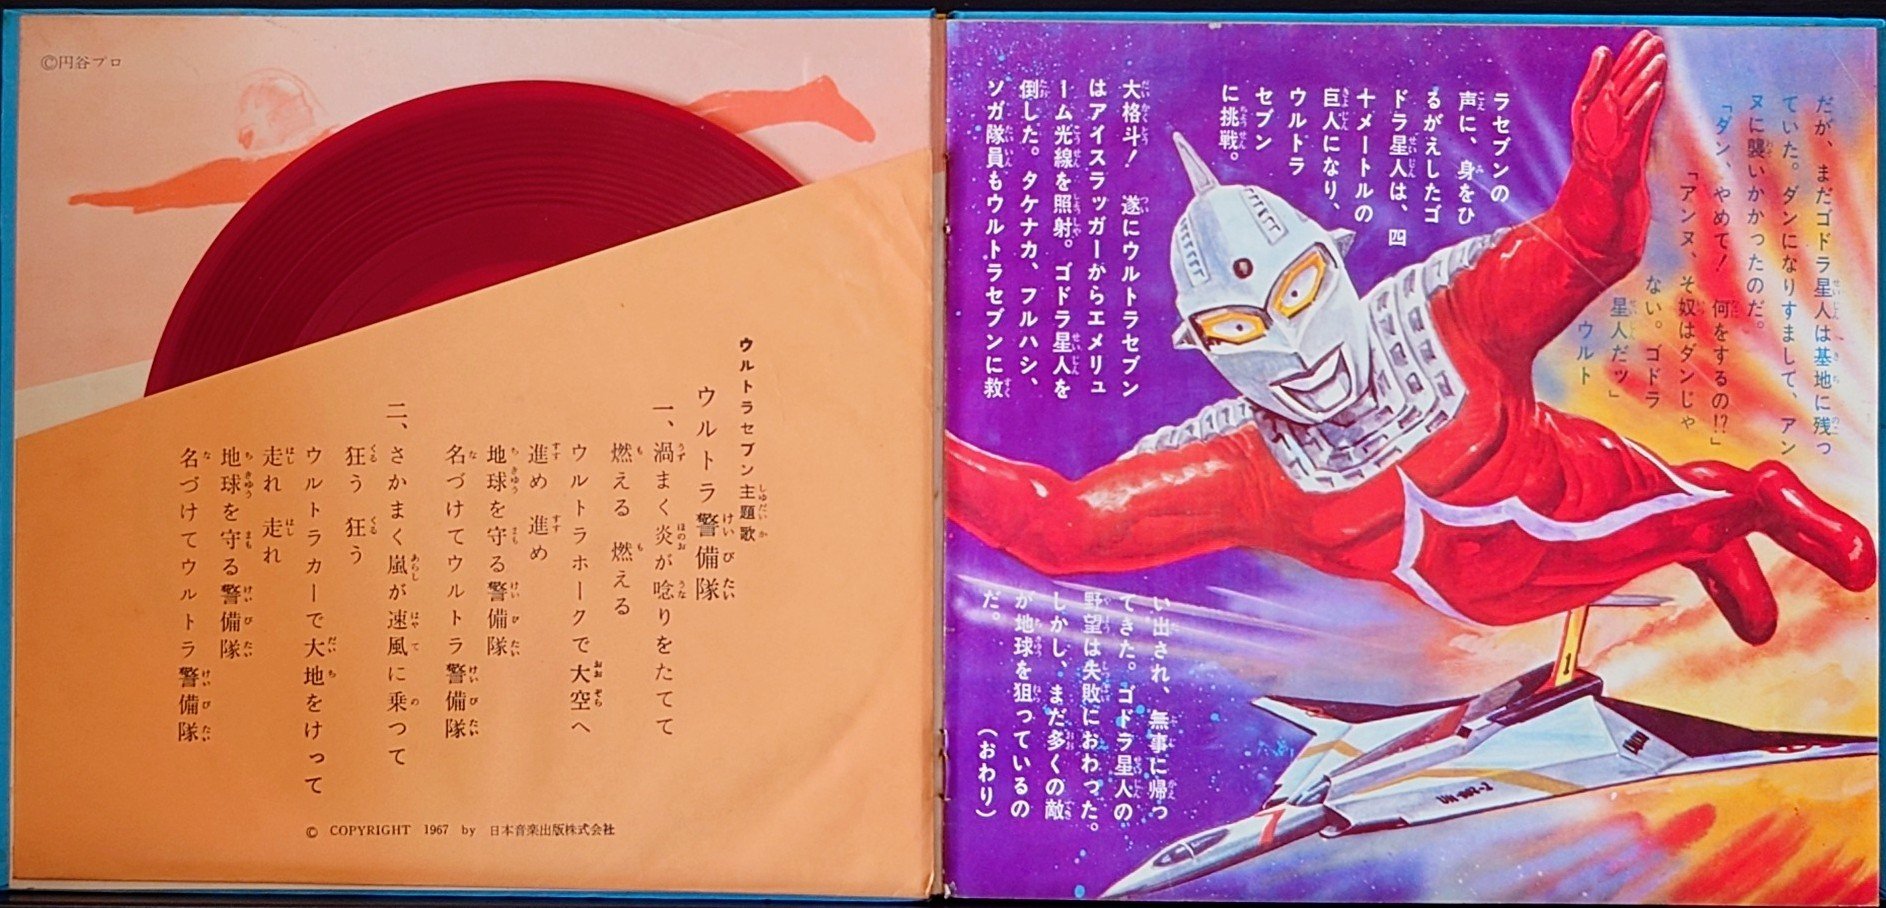 だが、まだゴドラ星人は基地に残っ
ていた。ダンになりすまして、アン
ヌに襲いかかったのだ。
「ダン、やめて！　何をするの!?」
「アンヌ、そ奴はダンじゃ
ない。ゴドラ
星人だッ」
ウルト
ラセブンの
声に、身をひ
るがえしたゴ
ドラ星人は、四
十メートルの
巨人になり、
ウルトラ
セブン
に挑戦。
大格斗！　遂にウルトラセブン
はアイスラッガーからエメリュ
ーム光線を照射。ゴドラ星人を
倒した。タケナカ、フルハシ、
ソガ隊員もウルトラセブンに救
い出され、無事に帰っ
てきた。ゴドラ星人の
野望は失敗におわった。
しかし、まだ多くの敵
が地球を狙っているの
だ。
（おわり）
1
UH-002-2
©円谷プロ
ウルトラセブン主題歌
ウルトラ警備隊
一、渦まく炎が唸りをたてて
燃える　燃える
ウルトラホークで大空へ
進め　進め
地球を守る警備隊
名づけてウルトラ警備隊
二、さかまく嵐が速風に乗つて
狂う　狂う
ウルトラカーで大地をけって
走れ　走れ
地球を守る警備隊
名づけてウルトラ警備隊
© COPYRIGHT 1967 by 日本音楽出版株式会社